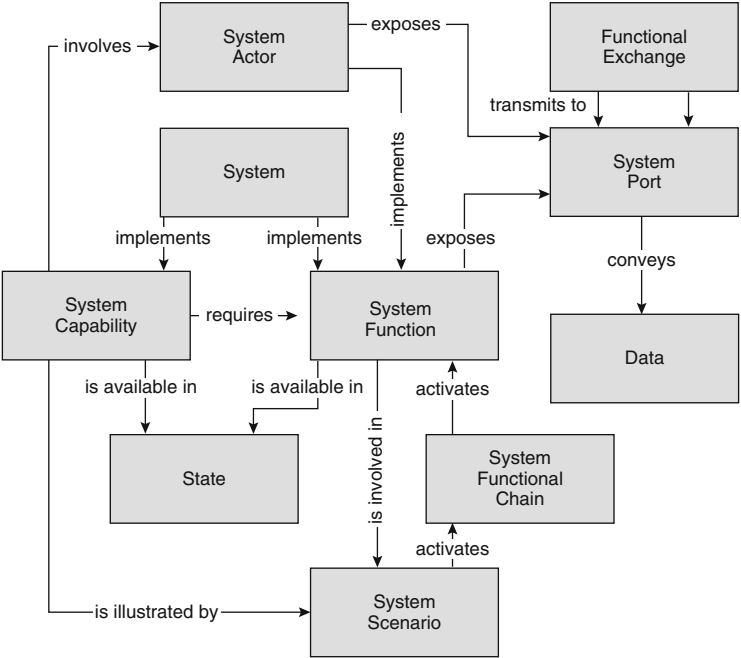 System
Actor
Functional
Exchange
involves
exposes
transmits to
System
implements
System
Port
implements
implements
exposes
conveys
System
Capability
requires
System
Function
Data
is available in
is available in
activates
State
is involved in
System
Functional
Chain
activates
is illustrated by
System
Scenario